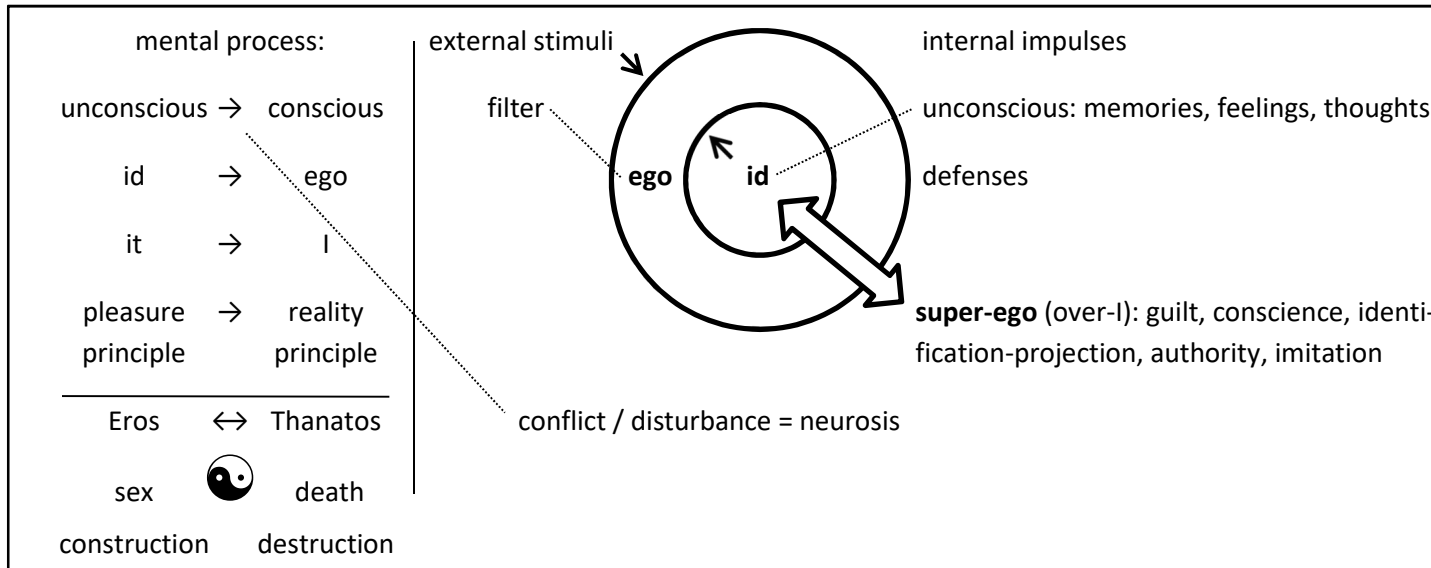 mental process:
unconscious → conscious
id → ego
it → I
pleasure → reality
principle principle
Eros ↔ Thanatos
sex ☯ death
construction destruction
external stimuli
filter
ego
id
internal impulses
unconscious: memories, feelings, thoughts
defenses
super-ego (over-I): guilt, conscience, identi-
fication-projection, authority, imitation
conflict / disturbance = neurosis